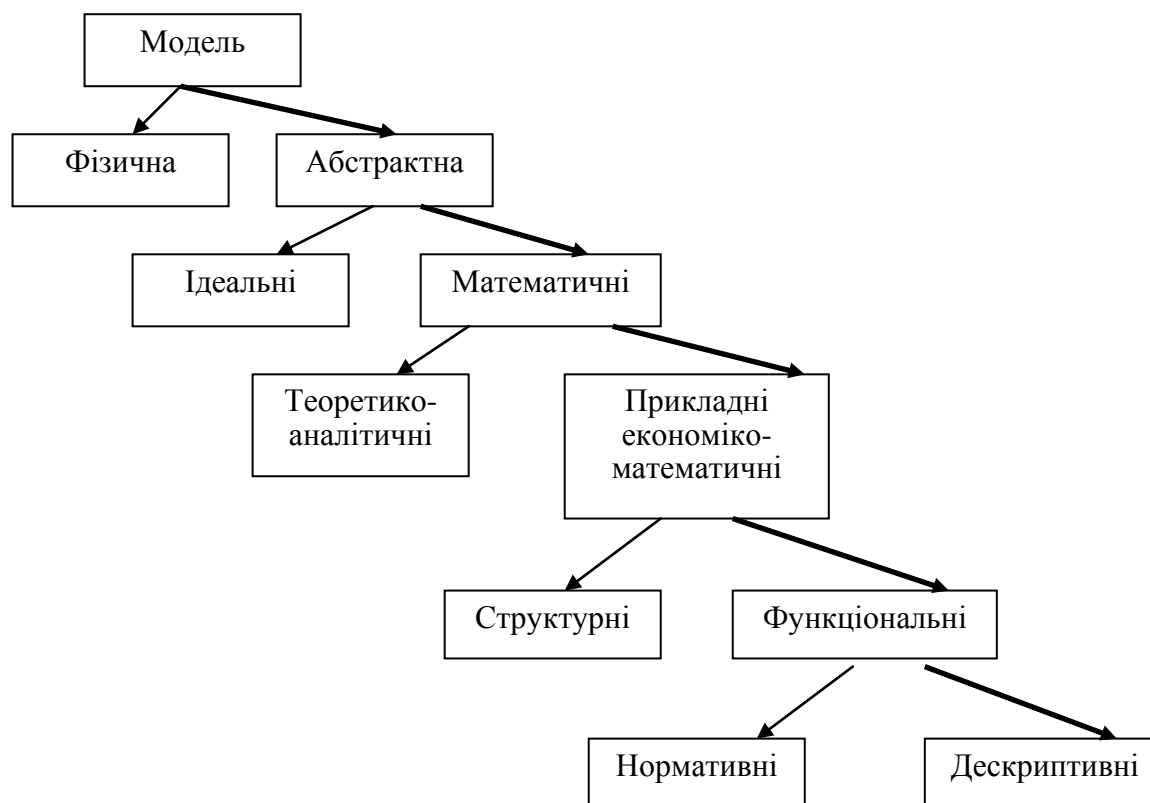 Модель
Фізична
Абстрактна
Ідеальні
Математичні
Теоретико-
аналітичні
Прикладні
економіко-
математичні
Структурні
Функціональні
Нормативні
Дескриптивні